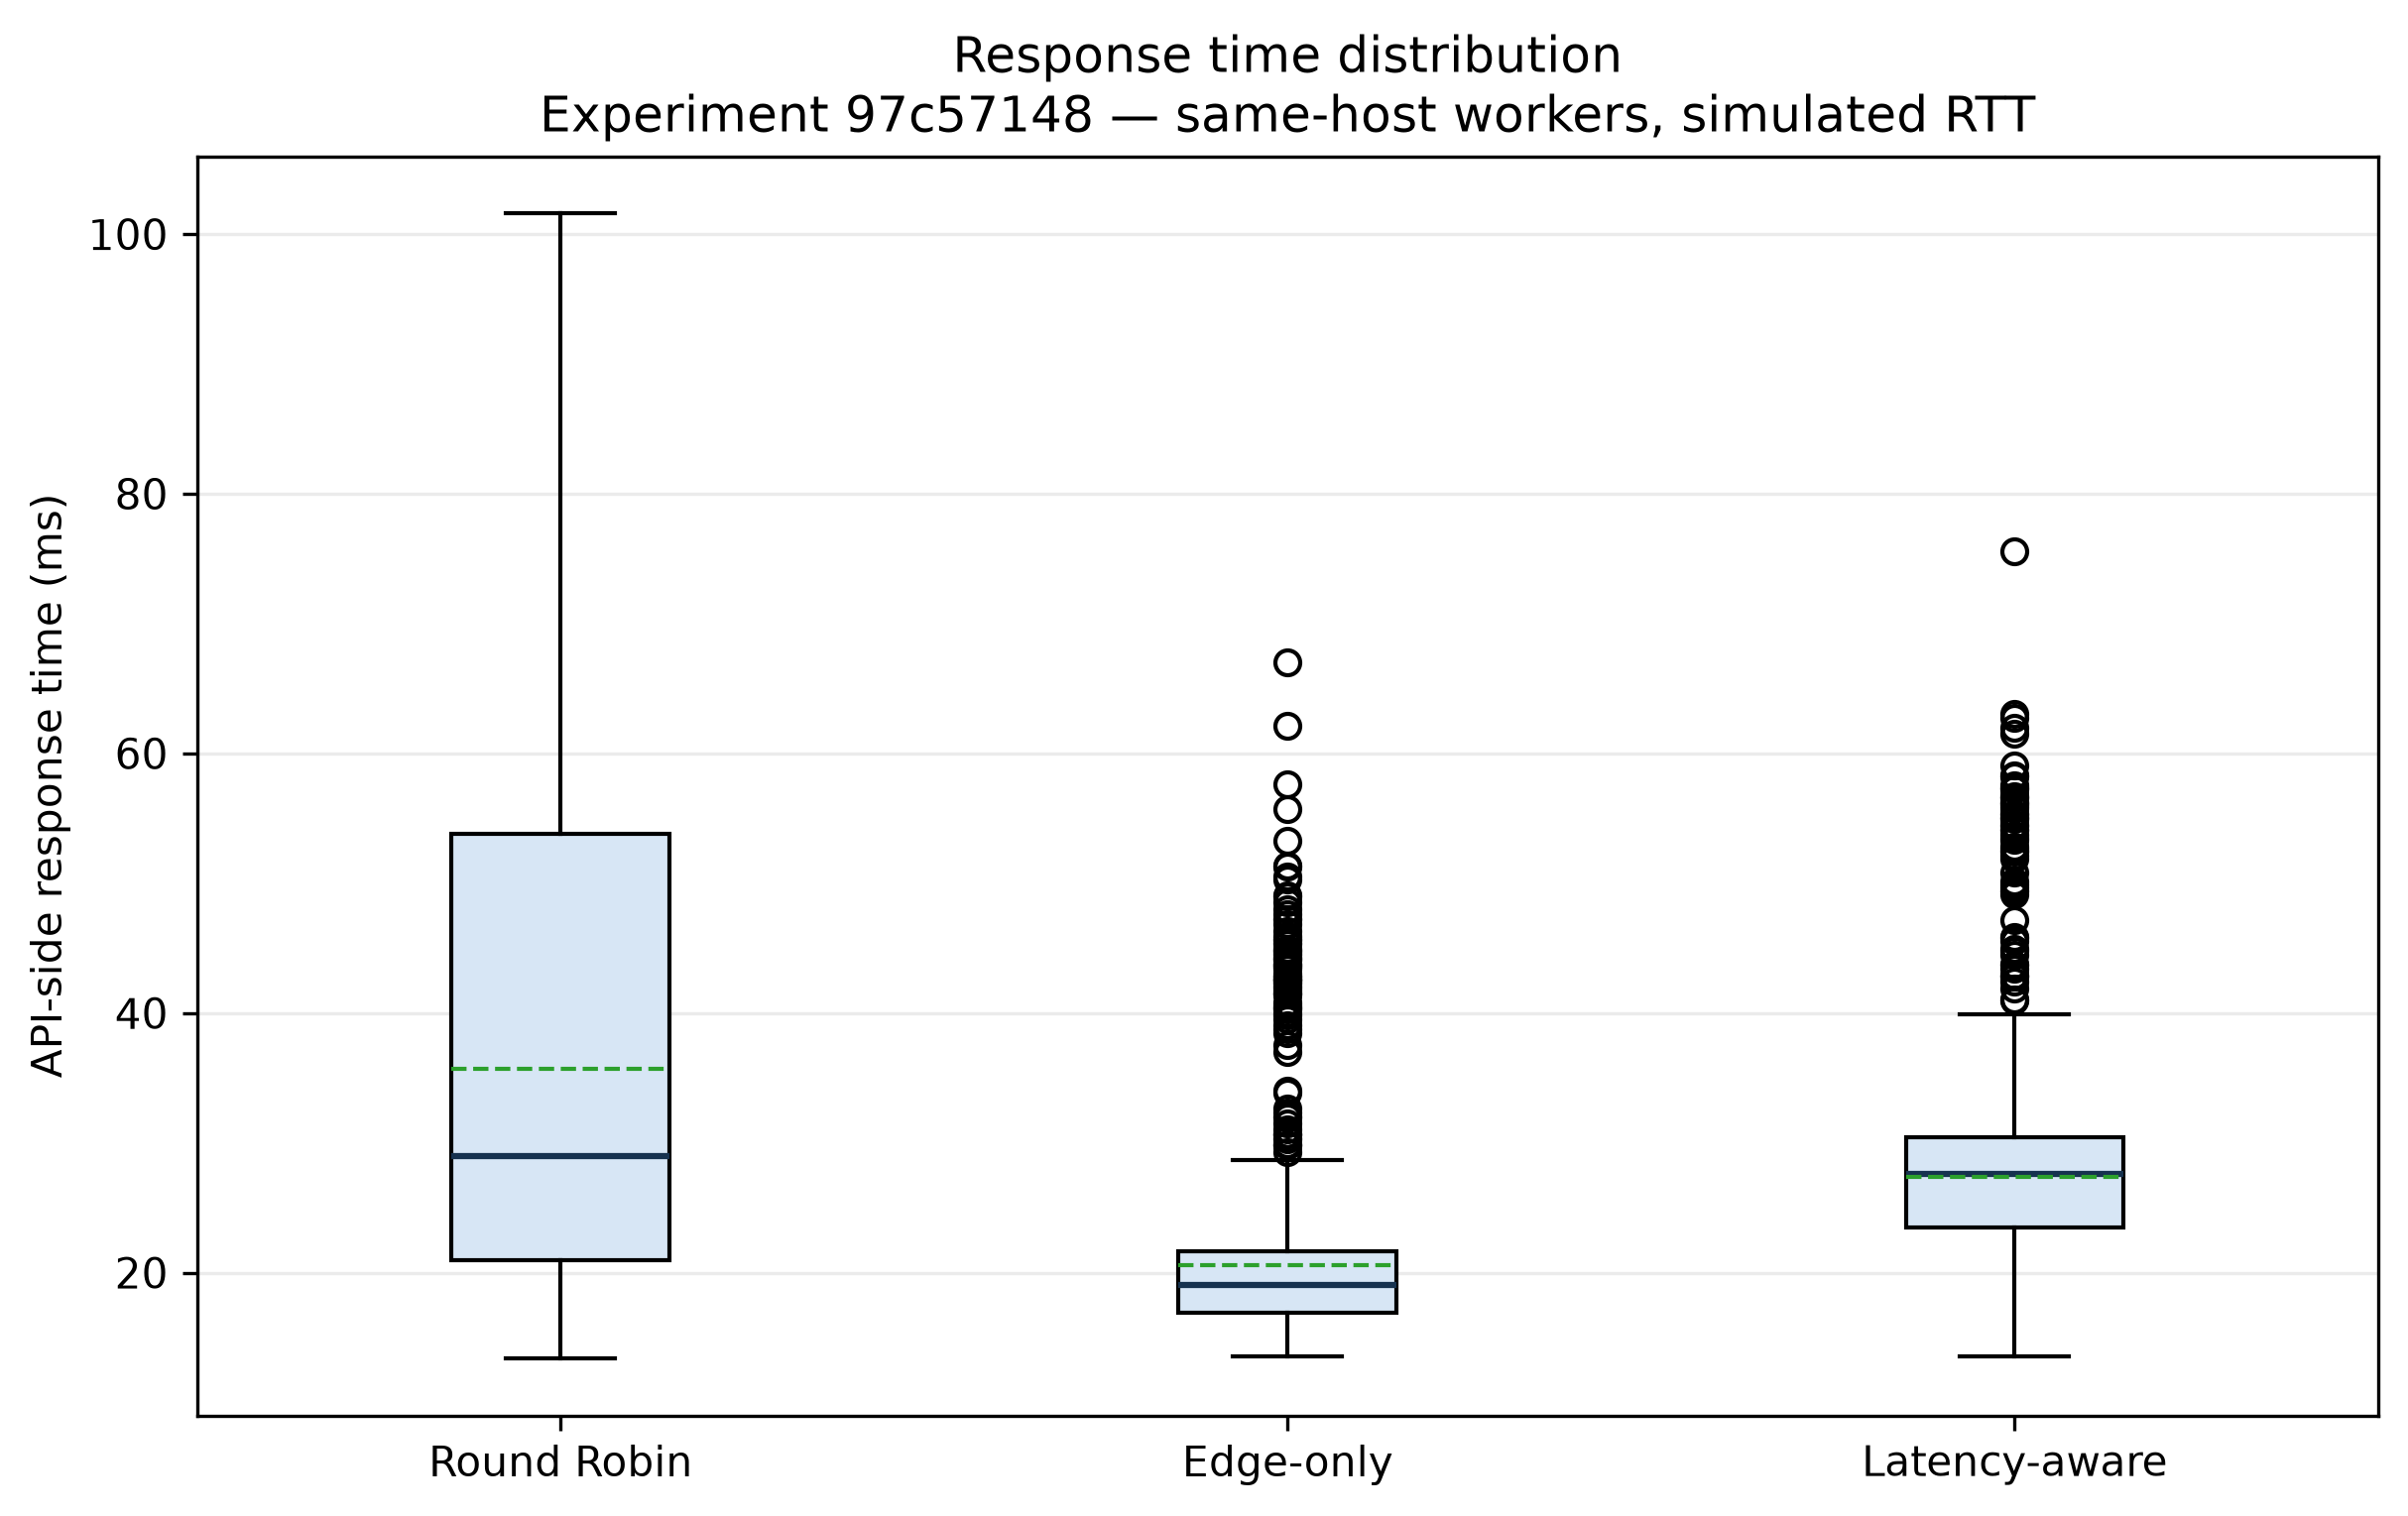 Response time distribution
Experiment 97c57148 — same-host workers, simulated RTT
API-side response time (ms)
100
80
60
40
20
Round Robin
Edge-only
Latency-aware